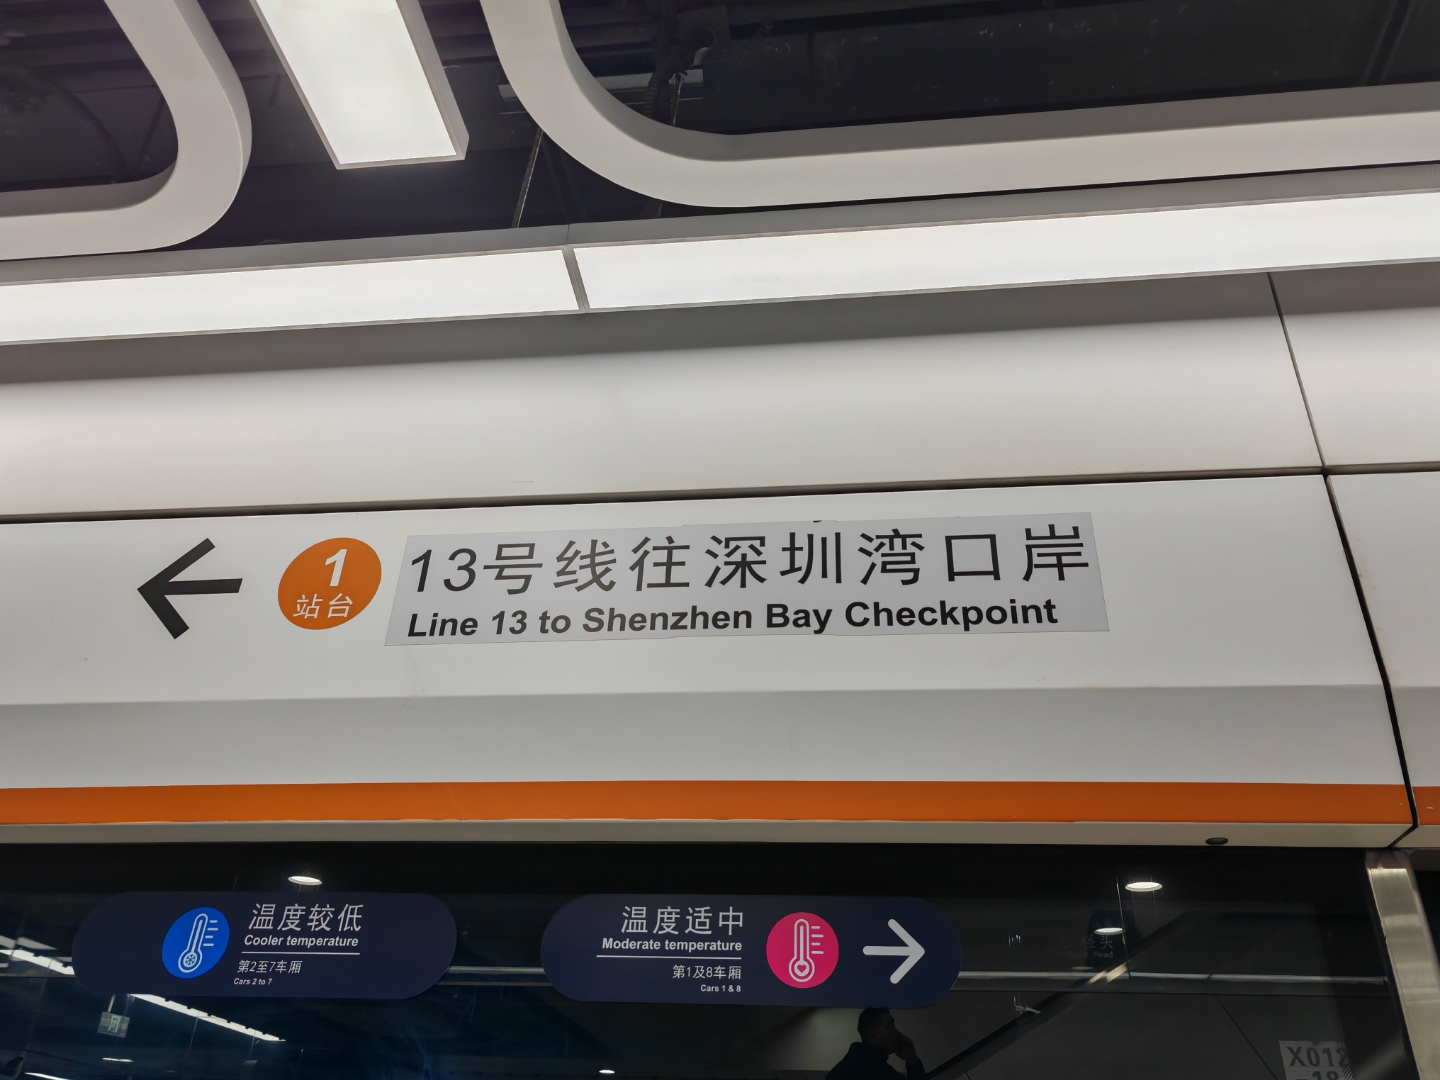 1
站台
13号线往深圳湾口岸
Line 13 to Shenzhen Bay Checkpoint
温度较低
Cooler temperature
第2至7车厢
Cars 2 to 7
温度适中
Moderate temperature
第1及8车厢
Cars 1 & 8
X012
18